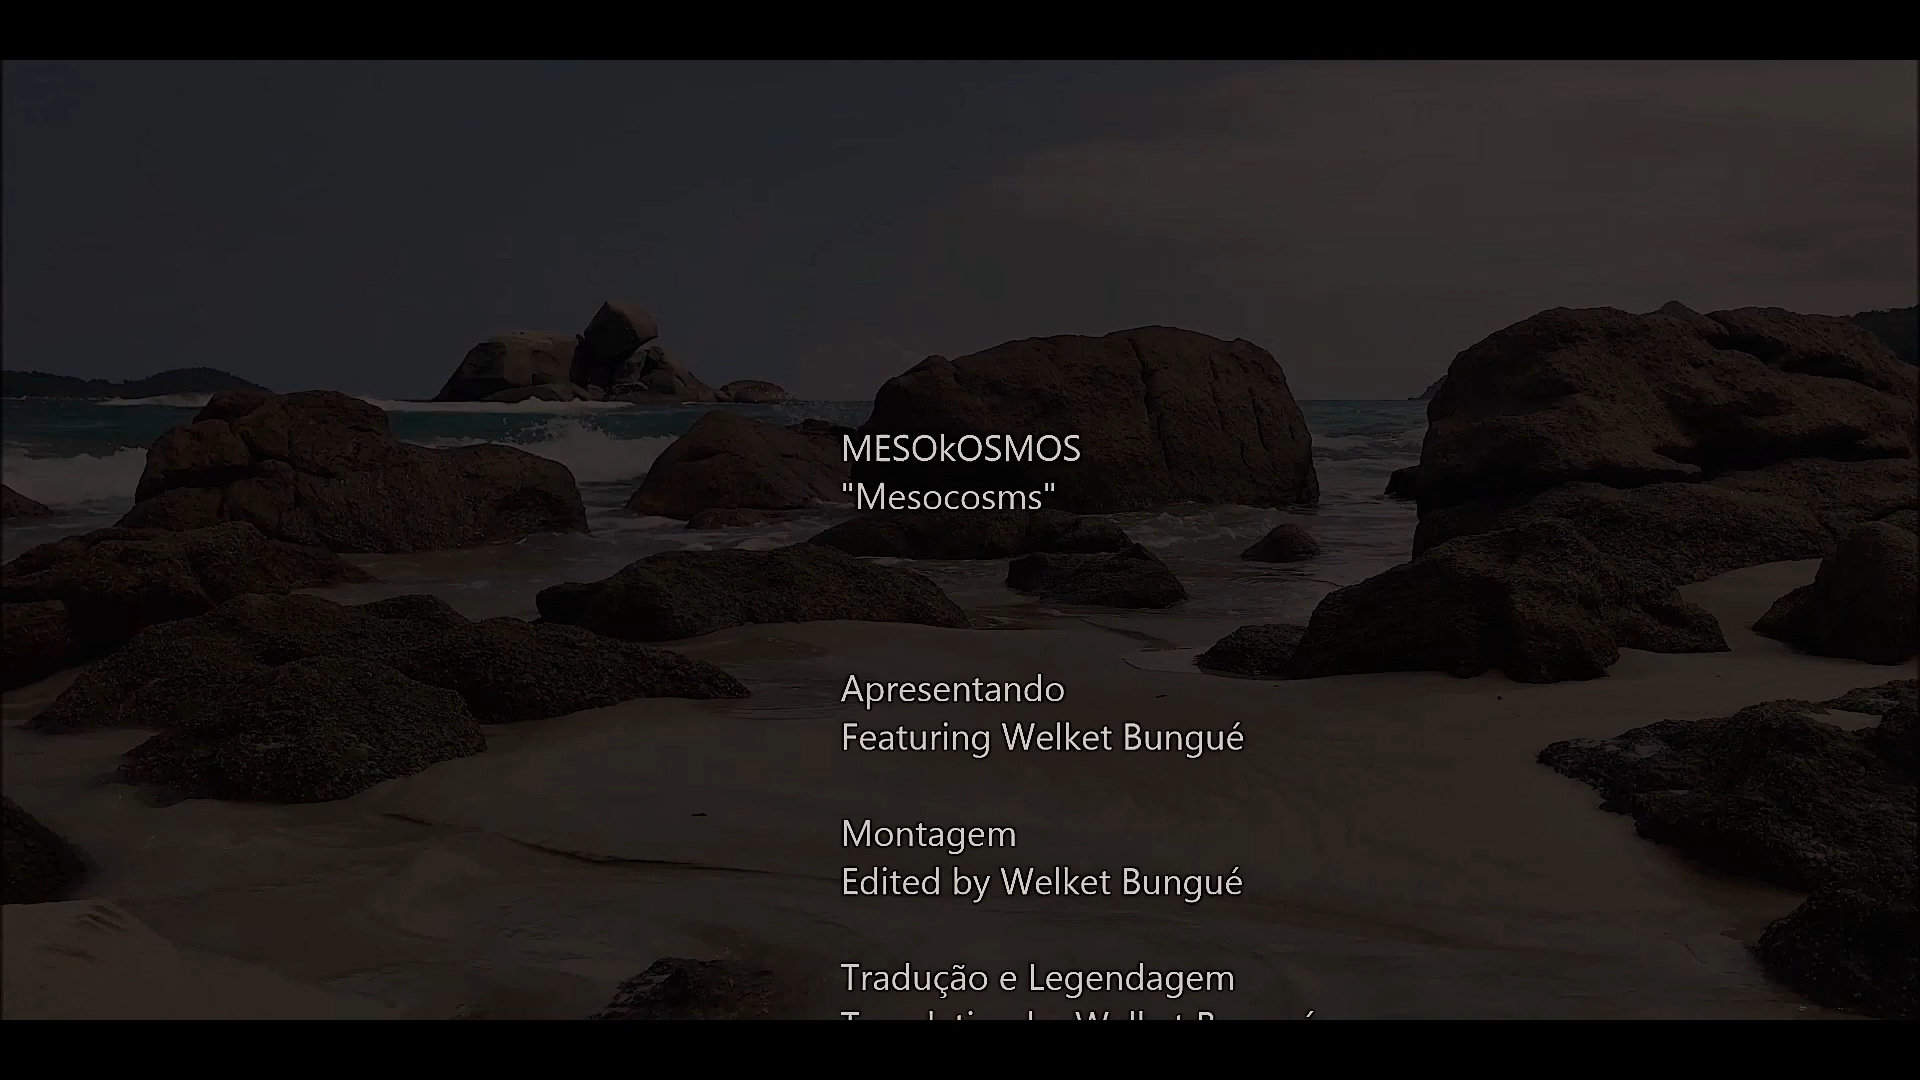 MESOkOSMOS
"Mesocosms"
Apresentando
Featuring Welket Bungué
Montagem
Edited by Welket Bungué
Tradução e Legendagem